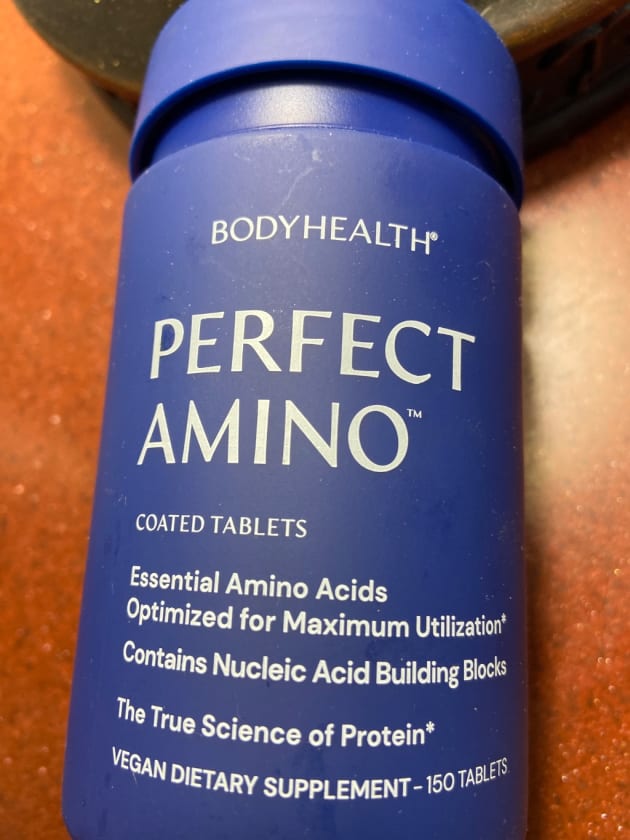 BODYHEALTH®
PERFECT
AMINO™
COATED TABLETS
Essential Amino Acids
Optimized for Maximum Utilization*
Contains Nucleic Acid Building Blocks
The True Science of Protein*
VEGAN DIETARY SUPPLEMENT – 150 TABLETS